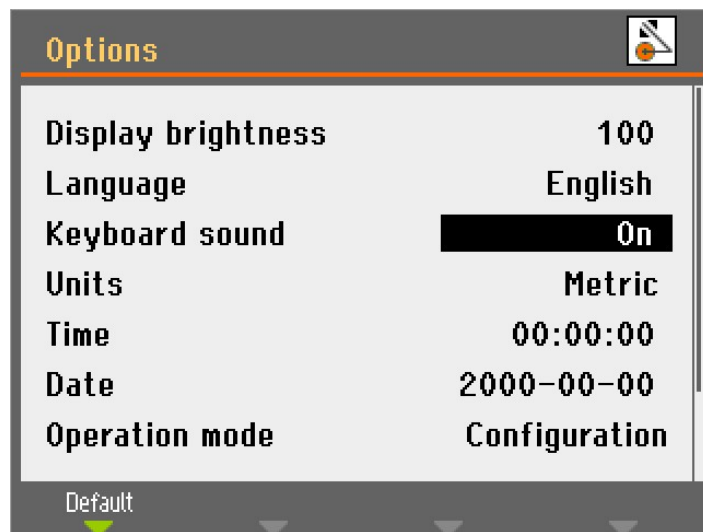 Options
Display brightness 100
Language English
Keyboard sound On
Units Metric
Time 00:00:00
Date 2000-00-00
Operation mode Configuration
Default